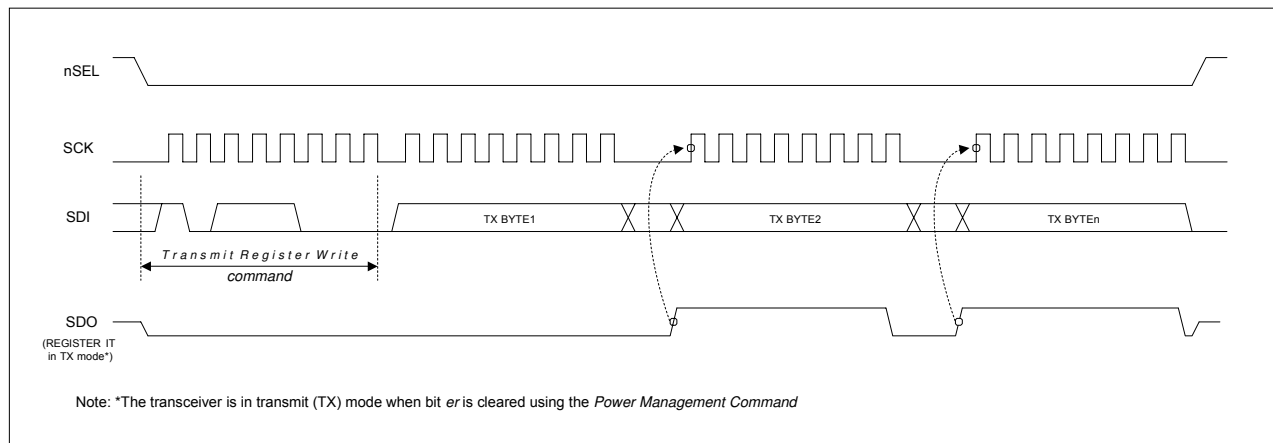 nSEL
SCK
SDI
TX BYTE1
TX BYTE2
TX BYTEn
Transmit Register Write
command
SDO
(REGISTER IT
in TX mode*)
Note: *The transceiver is in transmit (TX) mode when bit er is cleared using the Power Management Command